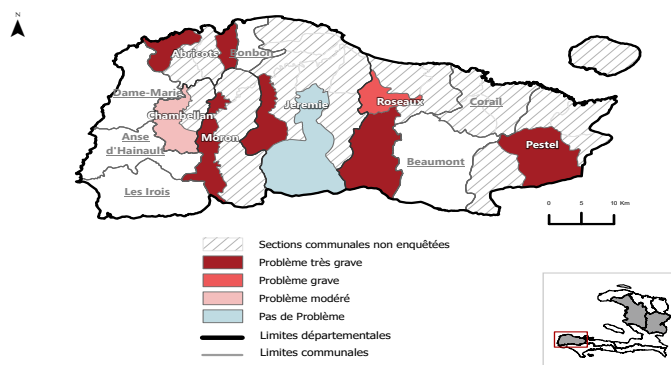 N
Abricots
Bonbon
Dame-Marie
Chambellan
Jeremie
Roseaux
Corail
Anse
d'Hainault
Moron
Pestel
Beaumont
Les Irois
0 5 10 Km
Sections communales non enquêtées
Problème très grave
Problème grave
Problème modéré
Pas de Problème
Limites départementales
Limites communales